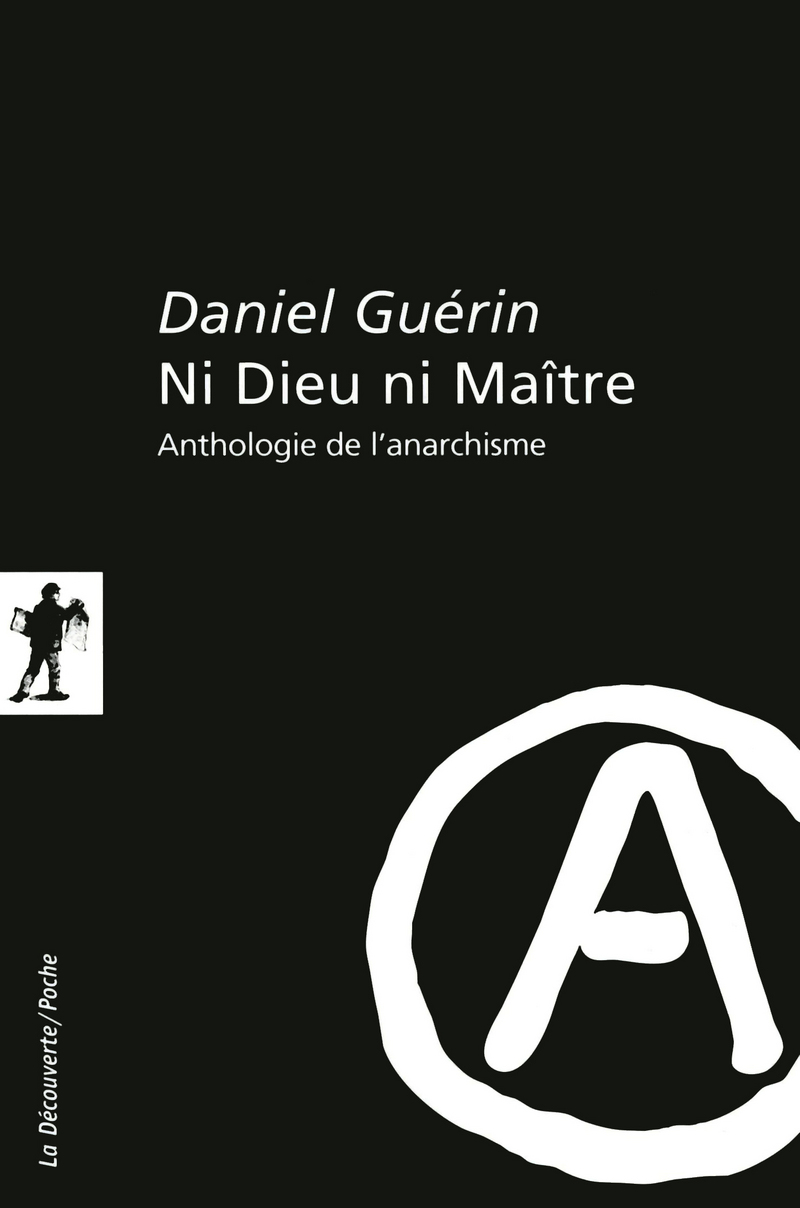 Daniel Guérin
Ni Dieu ni Maître
Anthologie de l'anarchisme
A
La Découverte/Poche